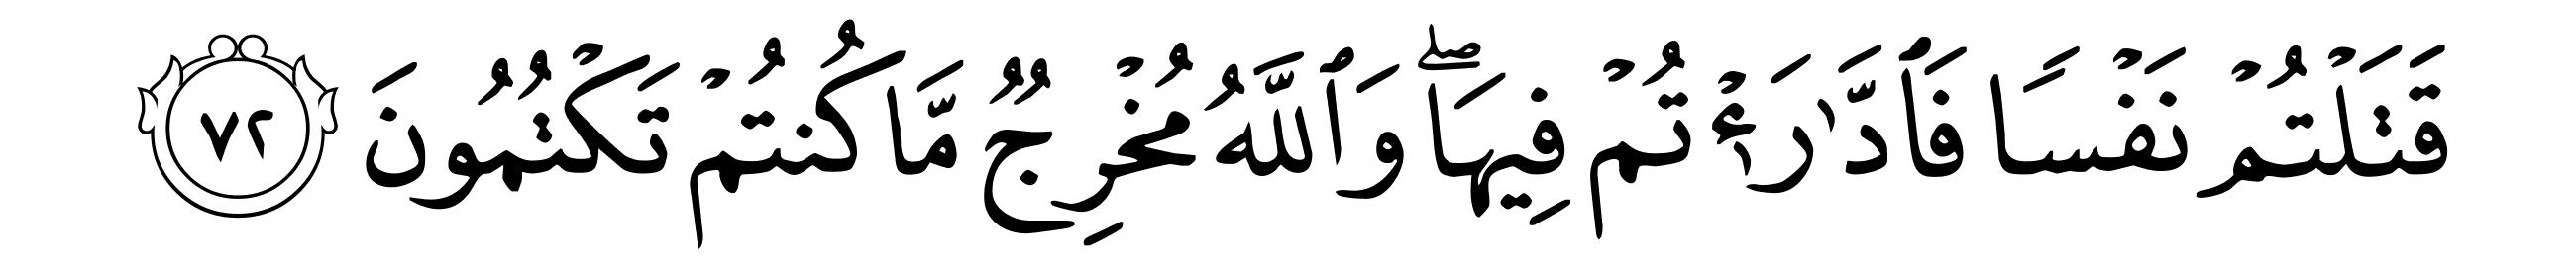 قَتَلْتُمْ نَفْسًا فَٱدَّٰرَْٰٔتُمْ فِيهَا ۖ وَٱللَّهُ مُخْرِجٌ مَّا كُنتُمْ تَكْتُمُونَ ٧٢